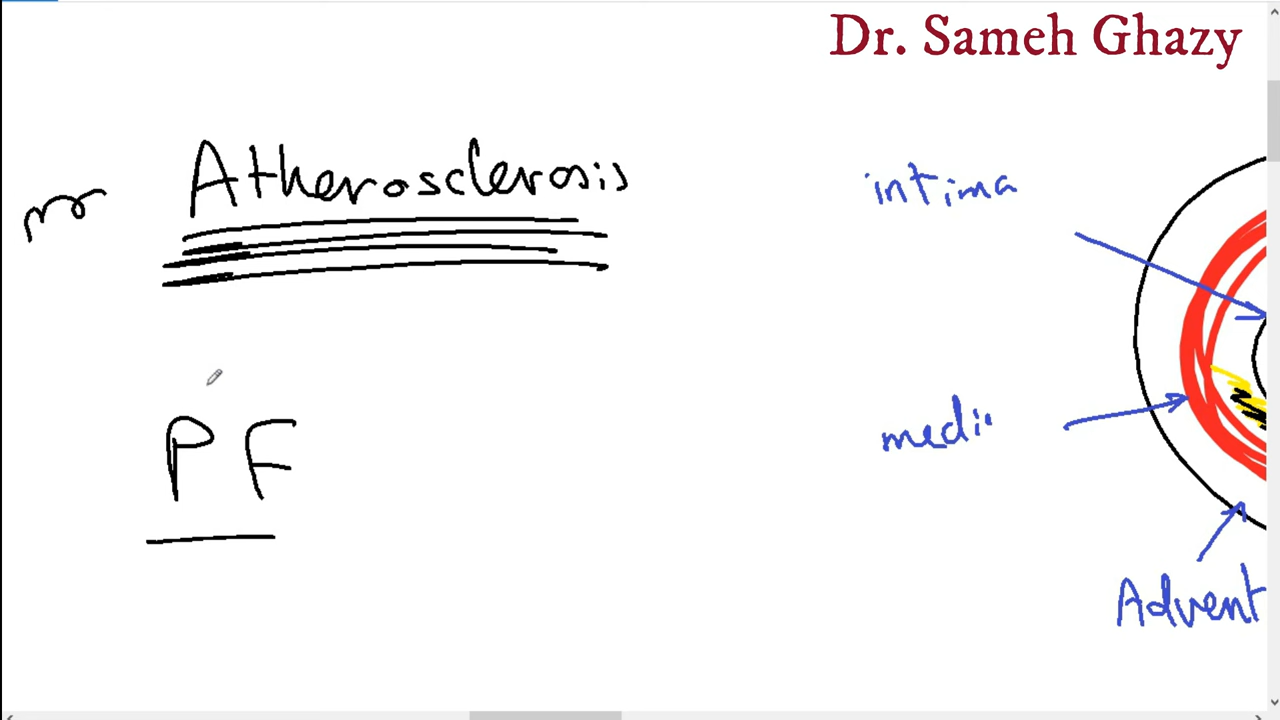 Dr. Sameh Ghazy
Atherosclerosis
intima
PF
medi
Advent